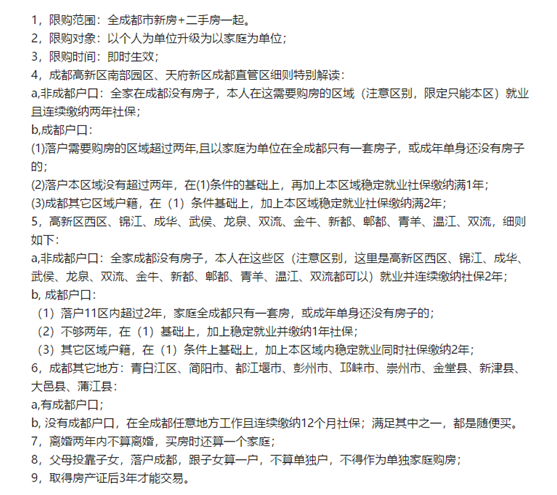 1，限购范围：全成都市新房+二手房一起。
2，限购对象：以个人为单位升级为以家庭为单位；
3，限购时间：即时生效；
4，成都高新区南部园区、天府新区成都直管区细则特别解读：
a,非成都户口：全家在成都没有房子，本人在这需要购房的区域（注意区别，限定只能本区）就业
且连续缴纳两年社保；
b,成都户口：
(1)落户需要购房的区域超过两年,且以家庭为单位在全成都只有一套房子，或成年单身还没有房子
的；
(2)落户本区域没有超过两年，在(1)条件的基础上，再加上本区域稳定就业社保缴纳满1年；
(3)成都其它区域户籍，在（1）条件基础上，加上本区域稳定就业社保缴纳满2年；
5，高新区西区、锦江、成华、武侯、龙泉、双流、金牛、新都、郫都、青羊、温江、双流，细则
如下：
a,非成都户口：全家成都没有房子，本人在这些区（注意区别，这里是高新区西区、锦江、成华、
武侯、龙泉、双流、金牛、新都、郫都、青羊、温江、双流都可以）就业并连续缴纳社保2年；
b, 成都户口：
（1）落户11区内超过2年，家庭全成都只有一套房，或成年单身还没有房子的；
（2）不够两年，在（1）基础上，加上稳定就业并缴纳1年社保；
（3）其它区域户籍，在（1）条件上基础上，加上本区域内稳定就业同时社保缴纳2年；
6，成都其它地方：青白江区、简阳市、都江堰市、彭州市、邛崃市、崇州市、金堂县、新津县、
大邑县、蒲江县：
a,有成都户口；
b, 没有成都户口，在全成都任意地方工作且连续缴纳12个月社保；满足其中之一，都是随便买。
7，离婚两年内不算离婚，买房时还算一个家庭；
8，父母投靠子女，落户成都，跟子女算一户，不算单独户，不得作为单独家庭购房；
9，取得房产证后3年才能交易。